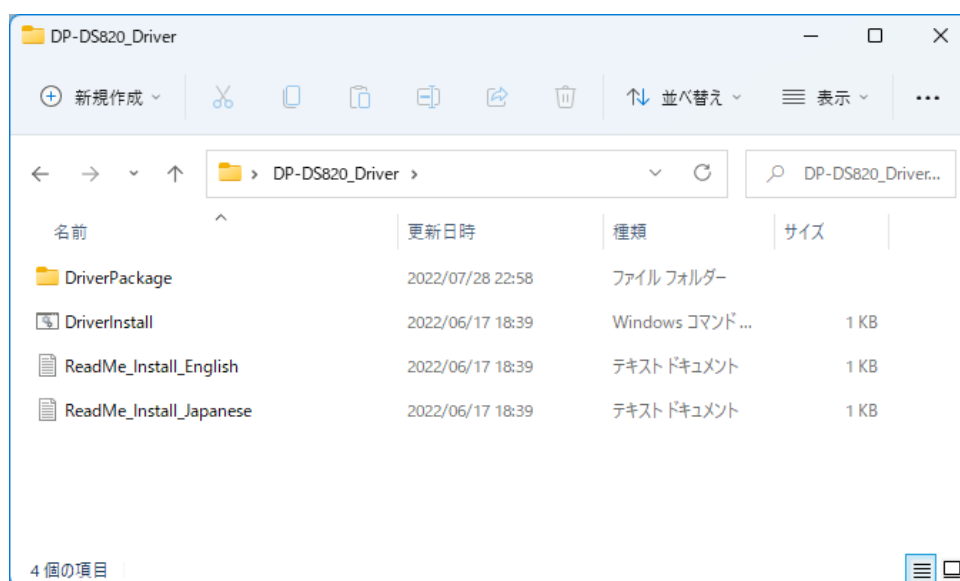 DP-DS820_Driver
新規作成 並べ替え 表示
DP-DS820_Driver DP-DS820_Driver...
名前 更新日時 種類 サイズ
DriverPackage 2022/07/28 22:58 ファイル フォルダー
DriverInstall 2022/06/17 18:39 Windows コマンド ... 1 KB
ReadMe_Install_English 2022/06/17 18:39 テキスト ドキュメント 1 KB
ReadMe_Install_Japanese 2022/06/17 18:39 テキスト ドキュメント 1 KB
4 個の項目